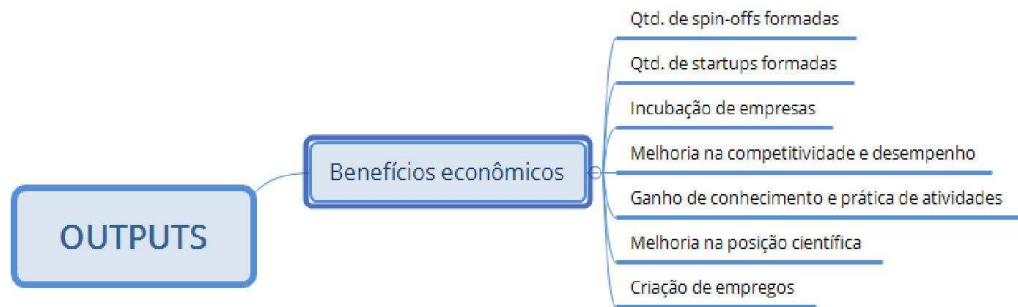 OUTPUTS
Benefícios econômicos
Qtd. de spin-offs formadas
Qtd. de startups formadas
Incubação de empresas
Melhoria na competitividade e desempenho
Ganho de conhecimento e prática de atividades
Melhoria na posição científica
Criação de empregos